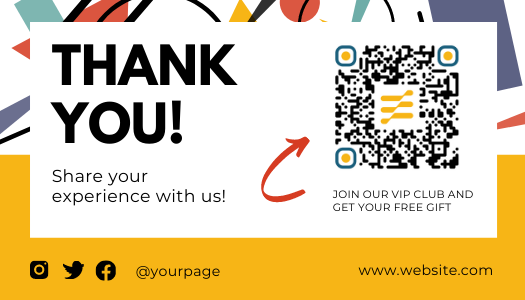 THANK
YOU!
Share your
experience with us!
JOIN OUR VIP CLUB AND
GET YOUR FREE GIFT
@yourpage
www.website.com